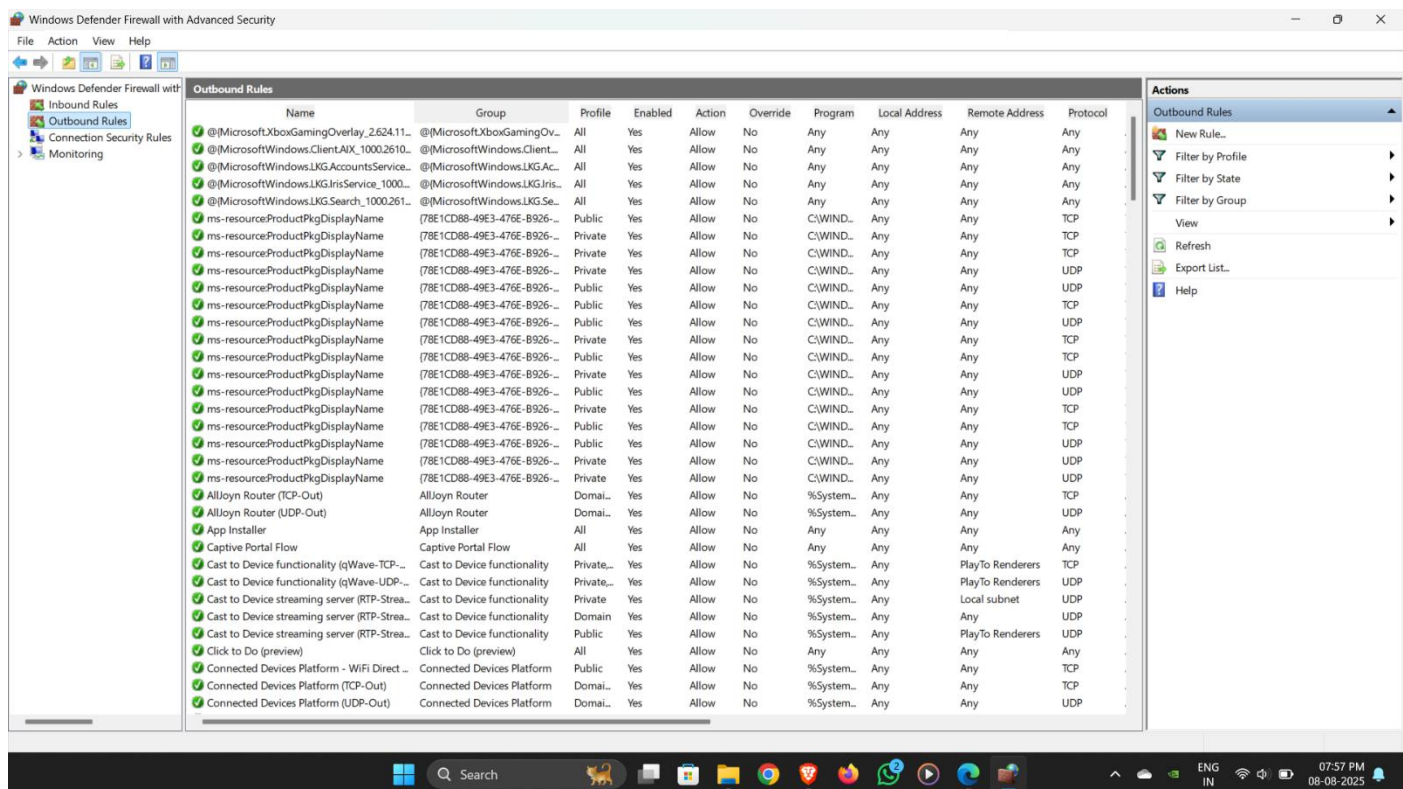 Windows Defender Firewall with Advanced Security
File Action View Help
Windows Defender Firewall with
Inbound Rules
Outbound Rules
Connection Security Rules
Monitoring
Outbound Rules
Name Group Profile Enabled Action Override Program Local Address Remote Address Protocol
@{Microsoft.XboxGamingOverlay_2.624.11... @{Microsoft.XboxGamingOv... All Yes Allow No Any Any Any Any
@{MicrosoftWindows.Client.AIX_1000.2610... @{MicrosoftWindows.Client.... All Yes Allow No Any Any Any Any
@{MicrosoftWindows.LKG.AccountsService... @{MicrosoftWindows.LKG.Ac... All Yes Allow No Any Any Any Any
@{MicrosoftWindows.LKG.IrisService_1000.... @{MicrosoftWindows.LKG.Iris... All Yes Allow No Any Any Any Any
@{MicrosoftWindows.LKG.Search_1000.261... @{MicrosoftWindows.LKG.Se... All Yes Allow No Any Any Any Any
ms-resource:ProductPkgDisplayName {78E1CD88-49E3-476E-B926-... Public Yes Allow No C:\WIND... Any Any TCP
ms-resource:ProductPkgDisplayName {78E1CD88-49E3-476E-B926-... Private Yes Allow No C:\WIND... Any Any TCP
ms-resource:ProductPkgDisplayName {78E1CD88-49E3-476E-B926-... Private Yes Allow No C:\WIND... Any Any UDP
ms-resource:ProductPkgDisplayName {78E1CD88-49E3-476E-B926-... Public Yes Allow No C:\WIND... Any Any UDP
ms-resource:ProductPkgDisplayName {78E1CD88-49E3-476E-B926-... Public Yes Allow No C:\WIND... Any Any TCP
ms-resource:ProductPkgDisplayName {78E1CD88-49E3-476E-B926-... Public Yes Allow No C:\WIND... Any Any UDP
ms-resource:ProductPkgDisplayName {78E1CD88-49E3-476E-B926-... Private Yes Allow No C:\WIND... Any Any TCP
ms-resource:ProductPkgDisplayName {78E1CD88-49E3-476E-B926-... Public Yes Allow No C:\WIND... Any Any TCP
ms-resource:ProductPkgDisplayName {78E1CD88-49E3-476E-B926-... Private Yes Allow No C:\WIND... Any Any UDP
ms-resource:ProductPkgDisplayName {78E1CD88-49E3-476E-B926-... Public Yes Allow No C:\WIND... Any Any UDP
ms-resource:ProductPkgDisplayName {78E1CD88-49E3-476E-B926-... Private Yes Allow No C:\WIND... Any Any TCP
ms-resource:ProductPkgDisplayName {78E1CD88-49E3-476E-B926-... Public Yes Allow No C:\WIND... Any Any TCP
ms-resource:ProductPkgDisplayName {78E1CD88-49E3-476E-B926-... Public Yes Allow No C:\WIND... Any Any UDP
ms-resource:ProductPkgDisplayName {78E1CD88-49E3-476E-B926-... Private Yes Allow No C:\WIND... Any Any UDP
ms-resource:ProductPkgDisplayName {78E1CD88-49E3-476E-B926-... Private Yes Allow No C:\WIND... Any Any UDP
AllJoyn Router (TCP-Out) AllJoyn Router Domai... Yes Allow No %System... Any Any TCP
AllJoyn Router (UDP-Out) AllJoyn Router Domai... Yes Allow No %System... Any Any UDP
App Installer App Installer All Yes Allow No Any Any Any Any
Captive Portal Flow Captive Portal Flow All Yes Allow No Any Any Any Any
Cast to Device functionality (qWave-TCP-... Cast to Device functionality Private,... Yes Allow No %System... Any PlayTo Renderers TCP
Cast to Device functionality (qWave-UDP-... Cast to Device functionality Private,... Yes Allow No %System... Any PlayTo Renderers UDP
Cast to Device streaming server (RTP-Strea... Cast to Device functionality Private Yes Allow No %System... Any Local subnet UDP
Cast to Device streaming server (RTP-Strea... Cast to Device functionality Domain Yes Allow No %System... Any Any UDP
Cast to Device streaming server (RTP-Strea... Cast to Device functionality Public Yes Allow No %System... Any PlayTo Renderers UDP
Click to Do (preview) Click to Do (preview) All Yes Allow No Any Any Any Any
Connected Devices Platform - WiFi Direct ... Connected Devices Platform Public Yes Allow No %System... Any Any TCP
Connected Devices Platform (TCP-Out) Connected Devices Platform Domai... Yes Allow No %System... Any Any TCP
Connected Devices Platform (UDP-Out) Connected Devices Platform Domai... Yes Allow No %System... Any Any UDP
Actions
Outbound Rules
New Rule...
Filter by Profile
Filter by State
Filter by Group
View
Refresh
Export List...
Help
Search
2
ENG
IN
07:57 PM
08-08-2025